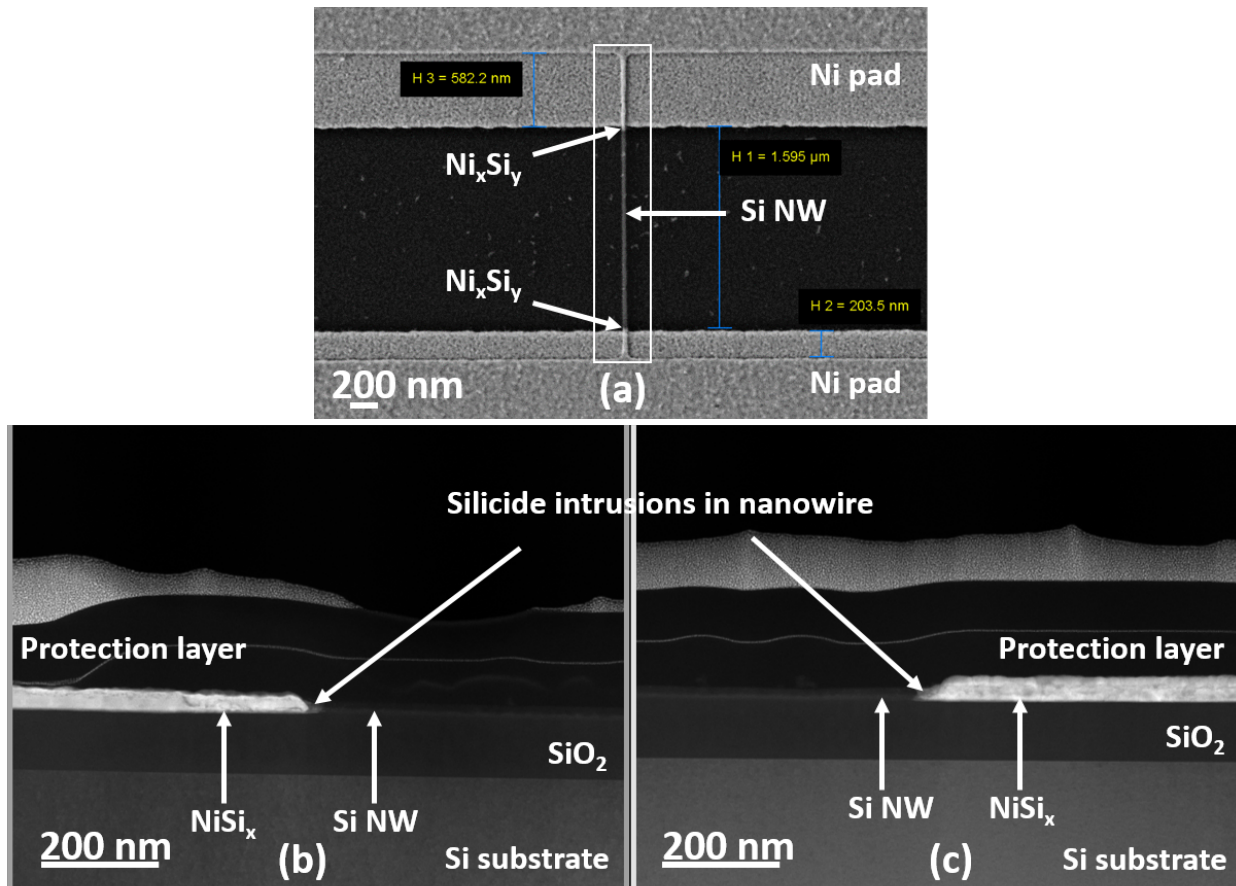 H 3 = 582.2 nm
Ni pad
NiₓSiᵧ
H 1 = 1.595 µm
Si NW
NiₓSiᵧ
H 2 = 203.5 nm
200 nm
(a)
Ni pad
Silicide intrusions in nanowire
Protection layer
SiO₂
NiSiₓ
Si NW
200 nm
(b)
Si substrate
Protection layer
SiO₂
Si NW
NiSiₓ
200 nm
(c)
Si substrate